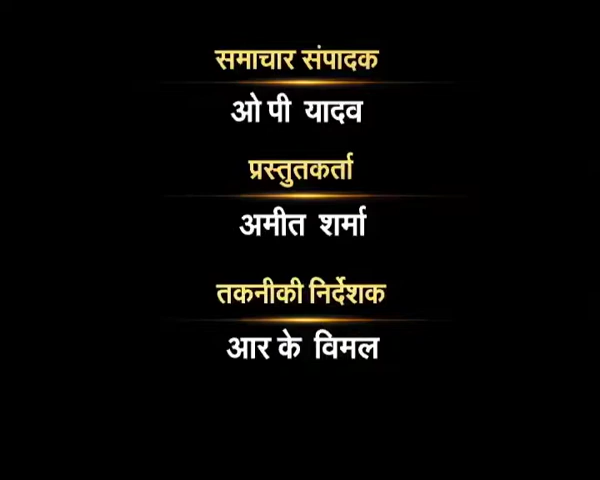 समाचार संपादक
ओ पी यादव
प्रस्तुतकर्ता
अमीत शर्मा
तकनीकी निर्देशक
आर के विमल